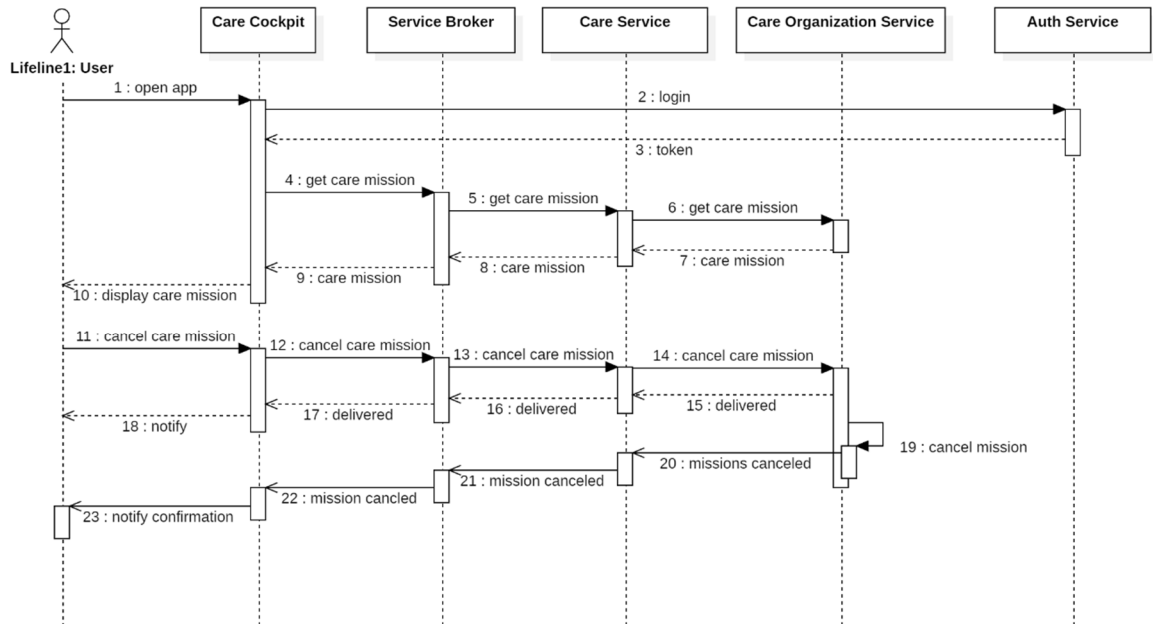 Care Cockpit
Service Broker
Care Service
Care Organization Service
Auth Service
Lifeline1: User
1 : open app
2 : login
3 : token
4 : get care mission
5 : get care mission
6 : get care mission
7 : care mission
8 : care mission
9 : care mission
10 : display care mission
11 : cancel care mission
12 : cancel care mission
13 : cancel care mission
14 : cancel care mission
15 : delivered
16 : delivered
17 : delivered
18 : notify
19 : cancel mission
20 : missions canceled
21 : mission canceled
22 : mission cancled
23 : notify confirmation